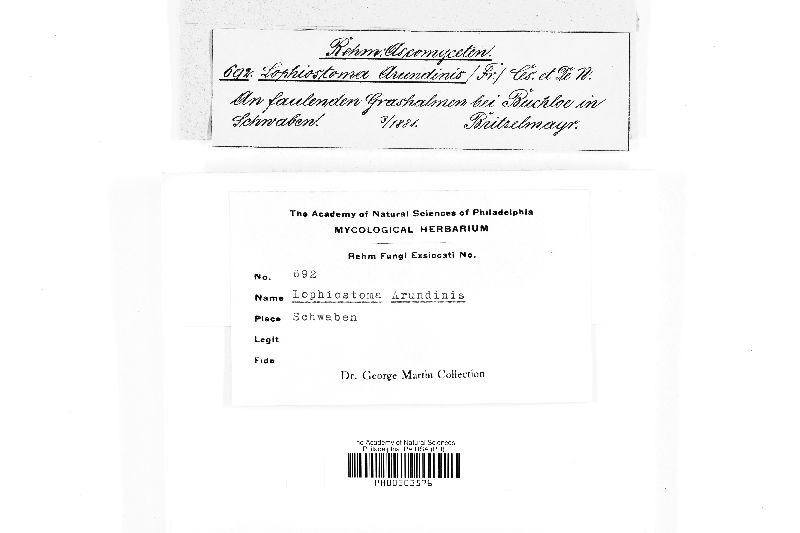 Rehm, Ascomyceten.
692. Lophiostoma Arundinis (Fr.) Ces. et De N.
An faulenden Grashalmen bei Buchloe in
Schwaben. 3/1881. Britzelmayr.
The Academy of Natural Sciences of Philadelphia
MYCOLOGICAL HERBARIUM
Rehm Fungi Exsiccati No.
No. 692
Name Lophiostoma Arundinis
Place Schwaben
Legit
Fide
Dr. George Martin Collection
The Academy of Natural Sciences